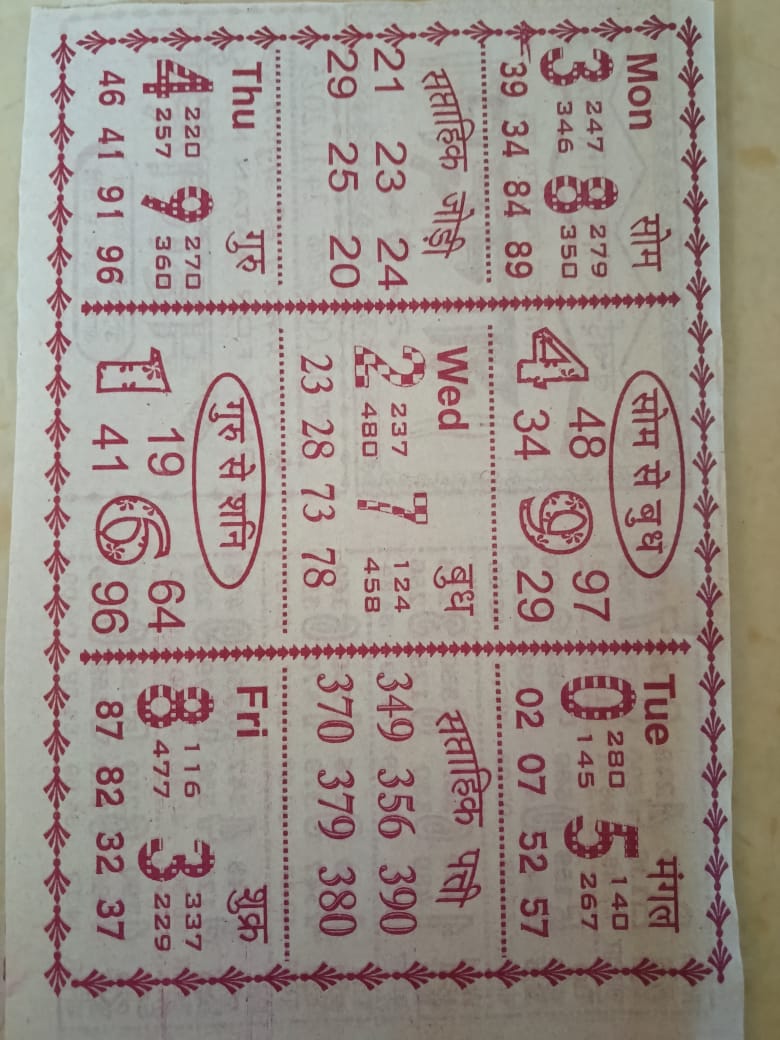 Mon सोम
3 247 8 279
346 350
39 34 84 89
सोम से बुध
4 48 9 97
34 29
Tue मंगल
0 280 5 140
145 267
02 07 52 57
सप्ताहिक जोड़ी
21 23 24
29 25 20
Wed बुध
2 237 7 124
480 458
23 28 73 78
सप्ताहिक पत्ती
349 356 390
370 379 380
Thu गुरु
4 220 9 270
257 360
46 41 91 96
गुरु से शनि
1 19 6 64
41 96
Fri शुक्र
8 116 3 337
477 229
87 82 32 37